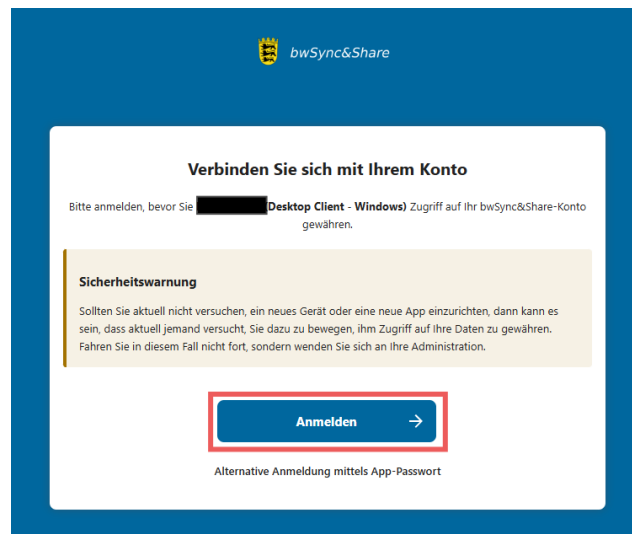 bwSync&Share
Verbinden Sie sich mit Ihrem Konto
Bitte anmelden, bevor Sie Desktop Client - Windows) Zugriff auf Ihr bwSync&Share-Konto
gewähren.
Sicherheitswarnung
Sollten Sie aktuell nicht versuchen, ein neues Gerät oder eine neue App einzurichten, dann kann es
sein, dass aktuell jemand versucht, Sie dazu zu bewegen, ihm Zugriff auf Ihre Daten zu gewähren.
Fahren Sie in diesem Fall nicht fort, sondern wenden Sie sich an Ihre Administration.
Anmelden
Alternative Anmeldung mittels App-Passwort